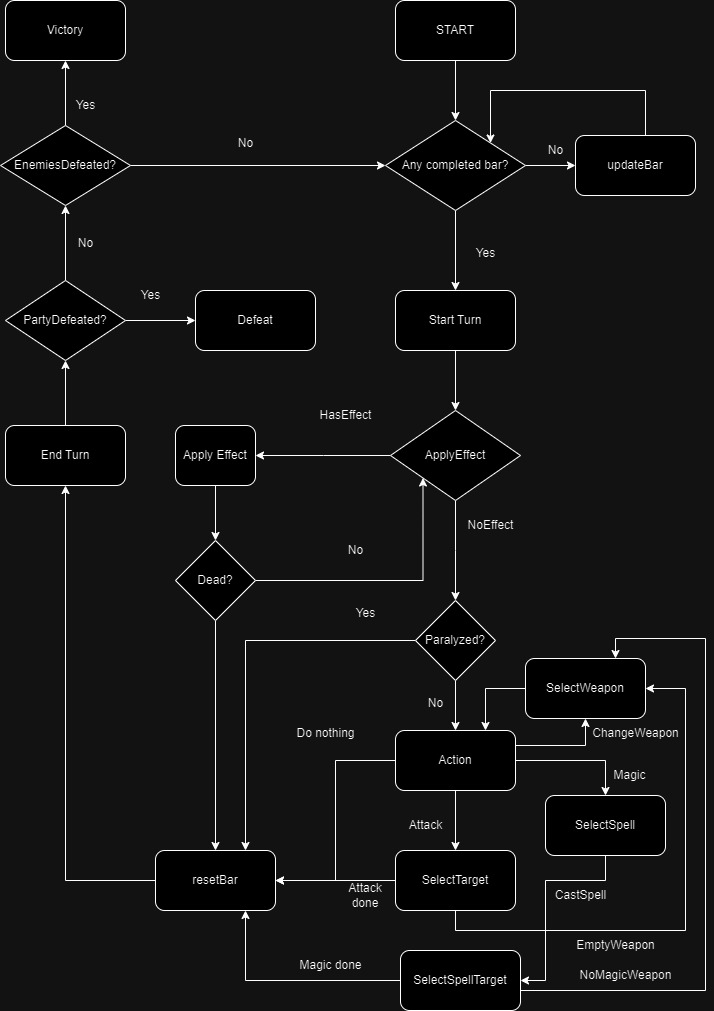 Victory
START
Yes
EnemiesDefeated?
No
Any completed bar?
No
updateBar
No
Yes
Yes
PartyDefeated?
Defeat
Start Turn
HasEffect
End Turn
Apply Effect
ApplyEffect
NoEffect
No
Dead?
Yes
Paralyzed?
No
SelectWeapon
Do nothing
ChangeWeapon
Action
Magic
Attack
SelectSpell
resetBar
SelectTarget
Attack
done
CastSpell
EmptyWeapon
Magic done
SelectSpellTarget
NoMagicWeapon